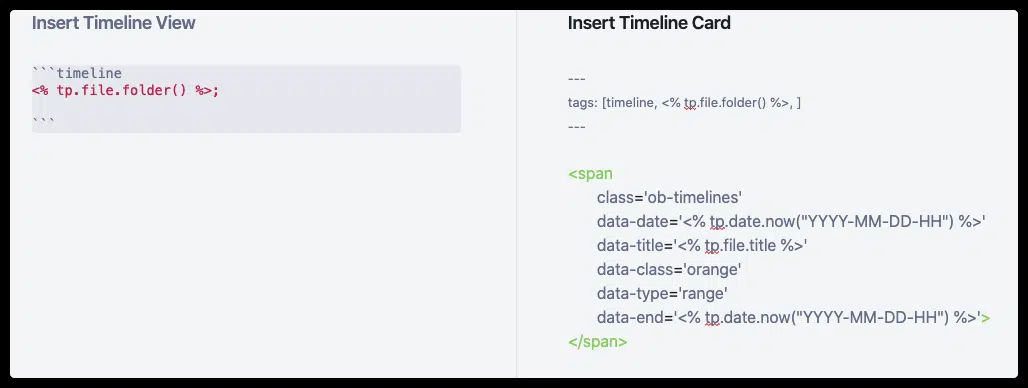 Insert Timeline View
```timeline
<% tp.file.folder() %>;
```
Insert Timeline Card
---
tags: [timeline, <% tp.file.folder() %>, ]
---
<span
class='ob-timelines'
data-date='<% tp.date.now("YYYY-MM-DD-HH") %>'
data-title='<% tp.file.title %>'
data-class='orange'
data-type='range'
data-end='<% tp.date.now("YYYY-MM-DD-HH") %>'>
</span>